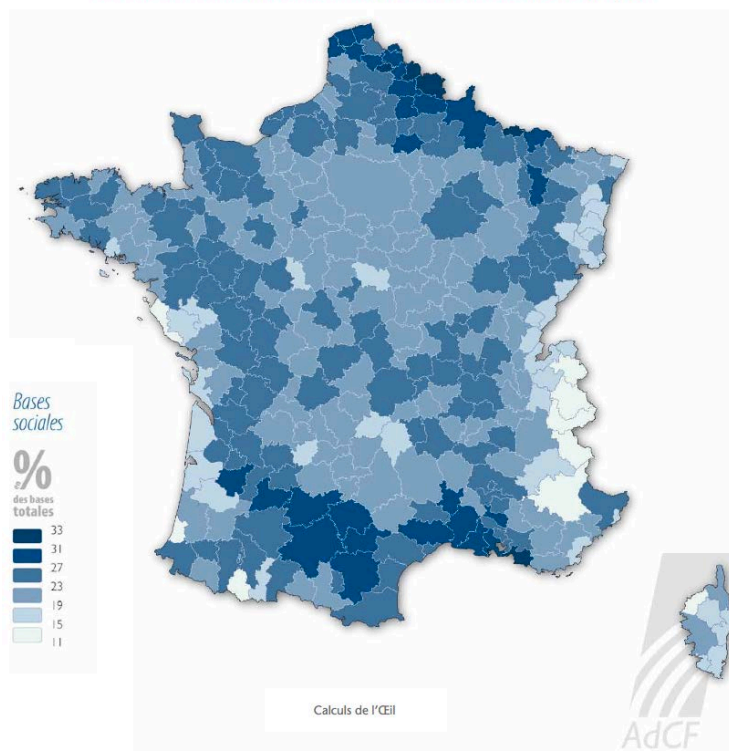 Bases
sociales
%
des bases
totales
33
31
27
23
19
15
11
Calculs de l'Œil
AdCF